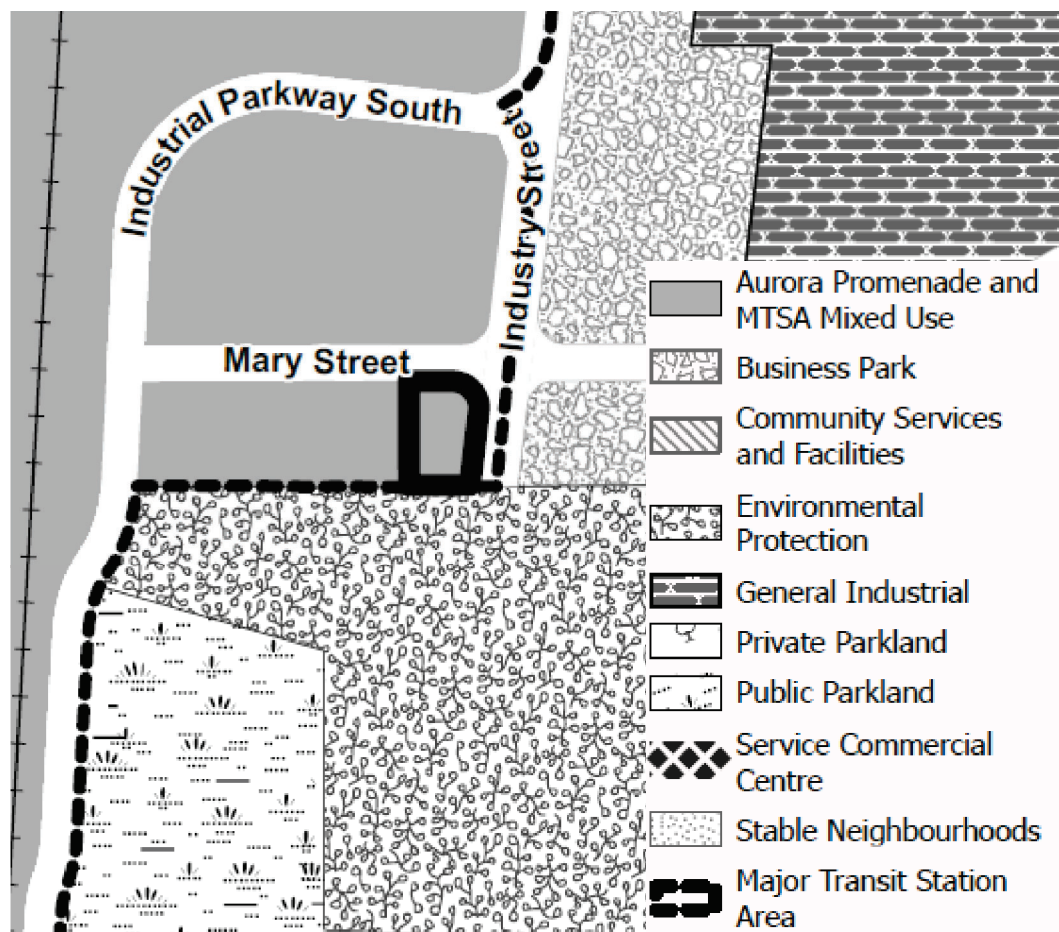 Industrial Parkway South
Industry Street
Mary Street
Aurora Promenade and
MTSA Mixed Use
Business Park
Community Services
and Facilities
Environmental
Protection
General Industrial
Private Parkland
Public Parkland
Service Commercial
Centre
Stable Neighbourhoods
Major Transit Station
Area